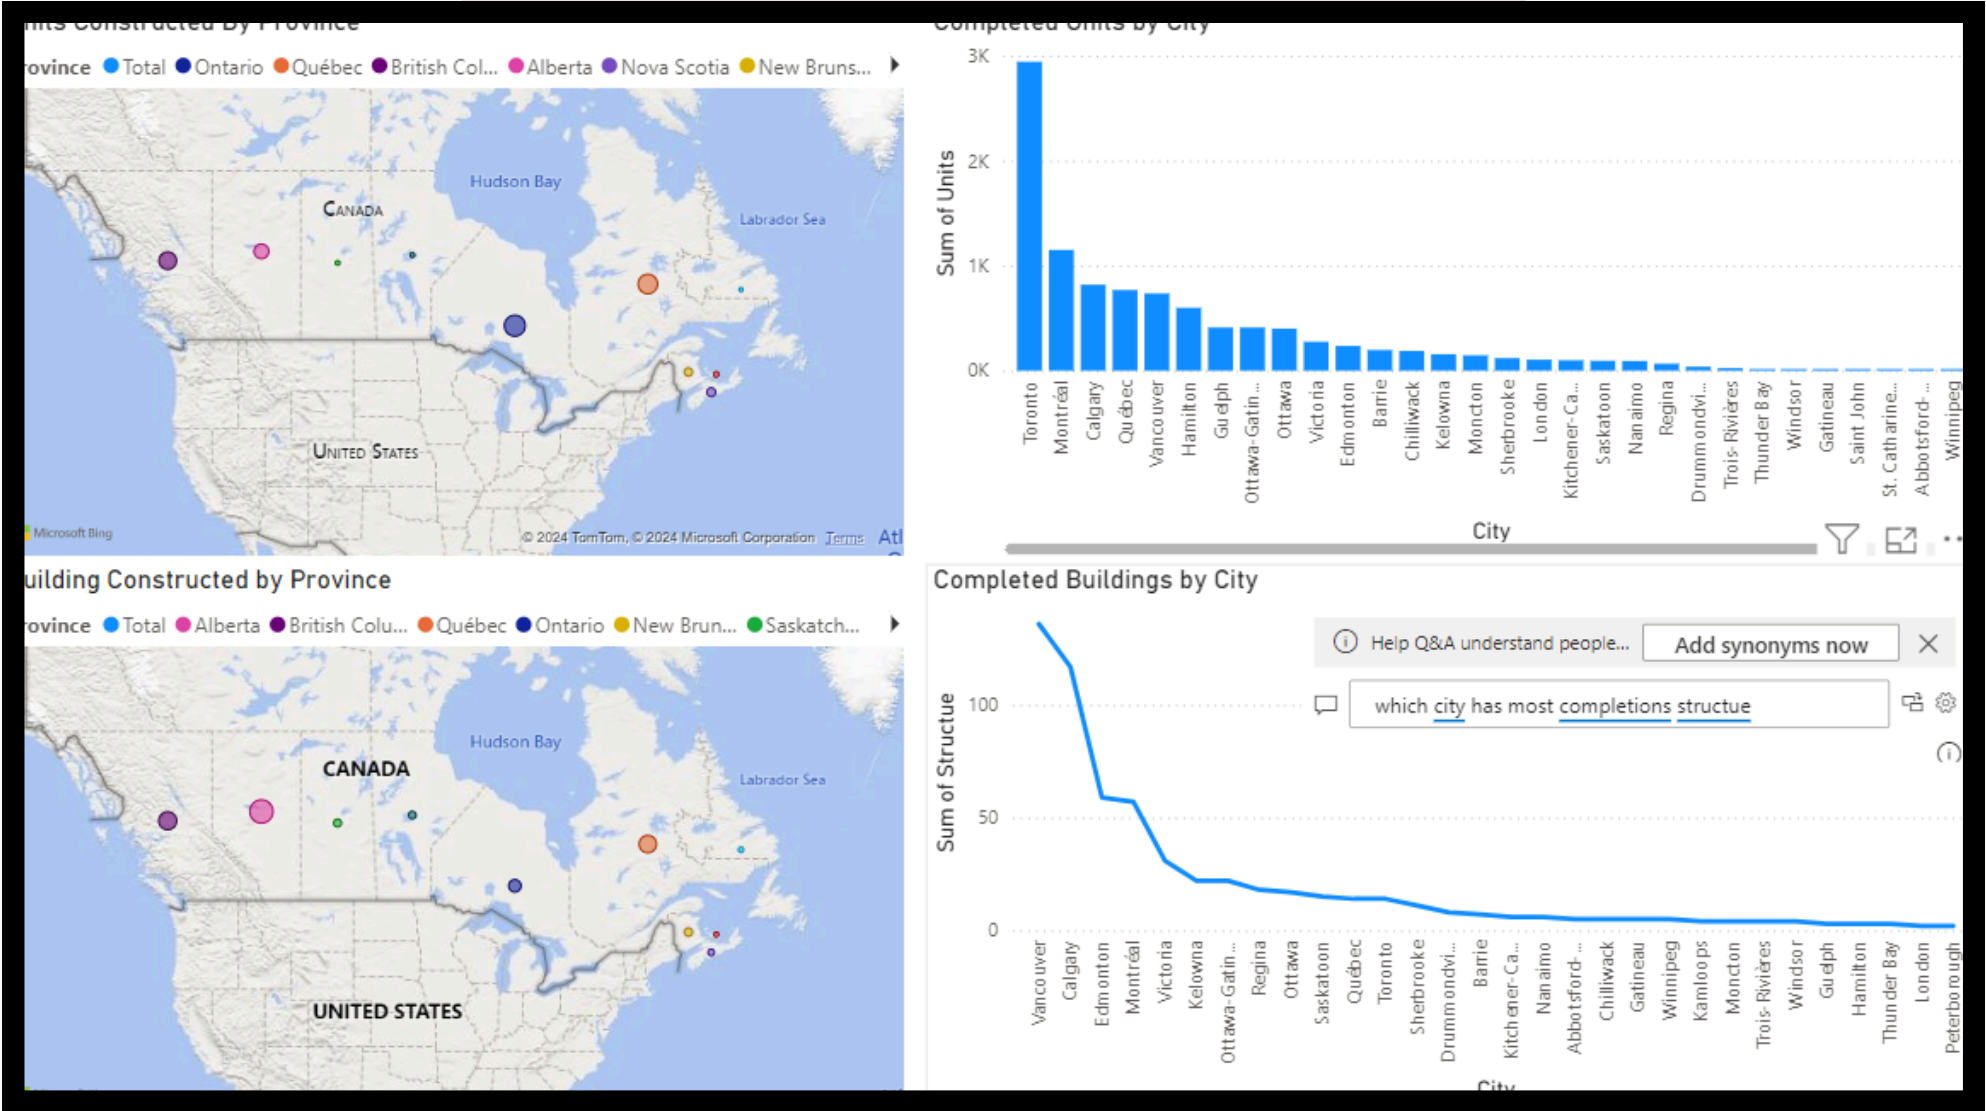 nits Constructed By Province
rovince Total Ontario Québec British Col... Alberta Nova Scotia New Bruns...
Hudson Bay
CANADA
Labrador Sea
UNITED STATES
Microsoft Bing
© 2024 TomTom, © 2024 Microsoft Corporation Terms
Atl
Completed Units by City
Sum of Units
3K
2K
1K
0K
Toronto
Montréal
Calgary
Québec
Vancouver
Hamilton
Guelph
Ottawa-Gatin...
Ottawa
Victoria
Edmonton
Barrie
Chilliwack
Kelowna
Moncton
Sherbrooke
London
Kitchener-Ca...
Saskatoon
Nanaimo
Regina
Drummondvi...
Trois-Rivières
Thunder Bay
Windsor
Gatineau
Saint John
St. Catharine...
Abbotsford-...
Winnipeg
City
uilding Constructed by Province
rovince Total Alberta British Colu... Québec Ontario New Brun... Saskatch...
Hudson Bay
CANADA
Labrador Sea
UNITED STATES
Completed Buildings by City
Help Q&A understand people...
Add synonyms now
which city has most completions structue
Sum of Structue
100
50
0
Vancouver
Calgary
Edmonton
Montréal
Victoria
Kelowna
Ottawa-Gatin...
Regina
Ottawa
Saskatoon
Québec
Toronto
Sherbrooke
Drummondvi...
Barrie
Kitchener-Ca...
Nanaimo
Abbotsford-...
Chilliwack
Gatineau
Winnipeg
Kamloops
Moncton
Trois-Rivières
Windsor
Guelph
Hamilton
Thunder Bay
London
Peterborough
City